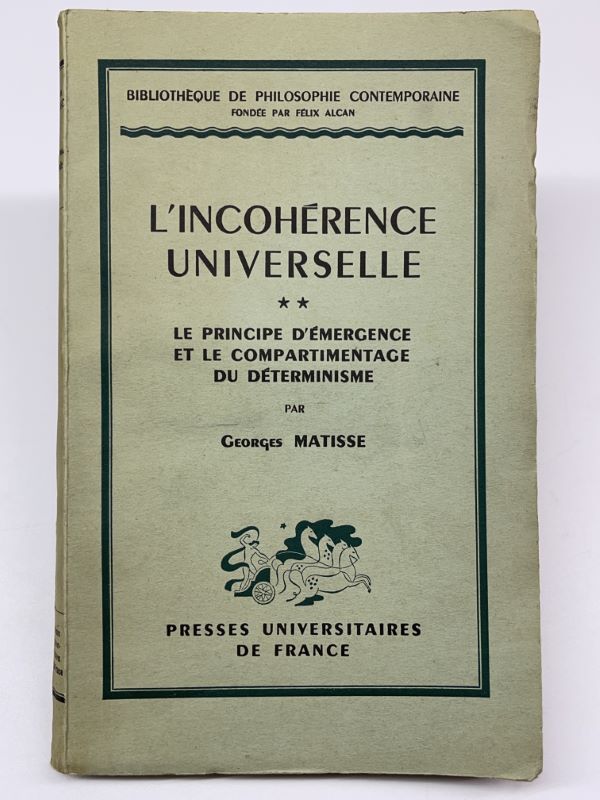 BIBLIOTHÈQUE DE PHILOSOPHIE CONTEMPORAINE
FONDÉE PAR FÉLIX ALCAN
L'INCOHÉRENCE
UNIVERSELLE
★ ★
LE PRINCIPE D'ÉMERGENCE
ET LE COMPARTIMENTAGE
DU DÉTERMINISME
PAR
GEORGES MATISSE
PRESSES UNIVERSITAIRES
DE FRANCE